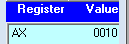 Register Value
AX 0010